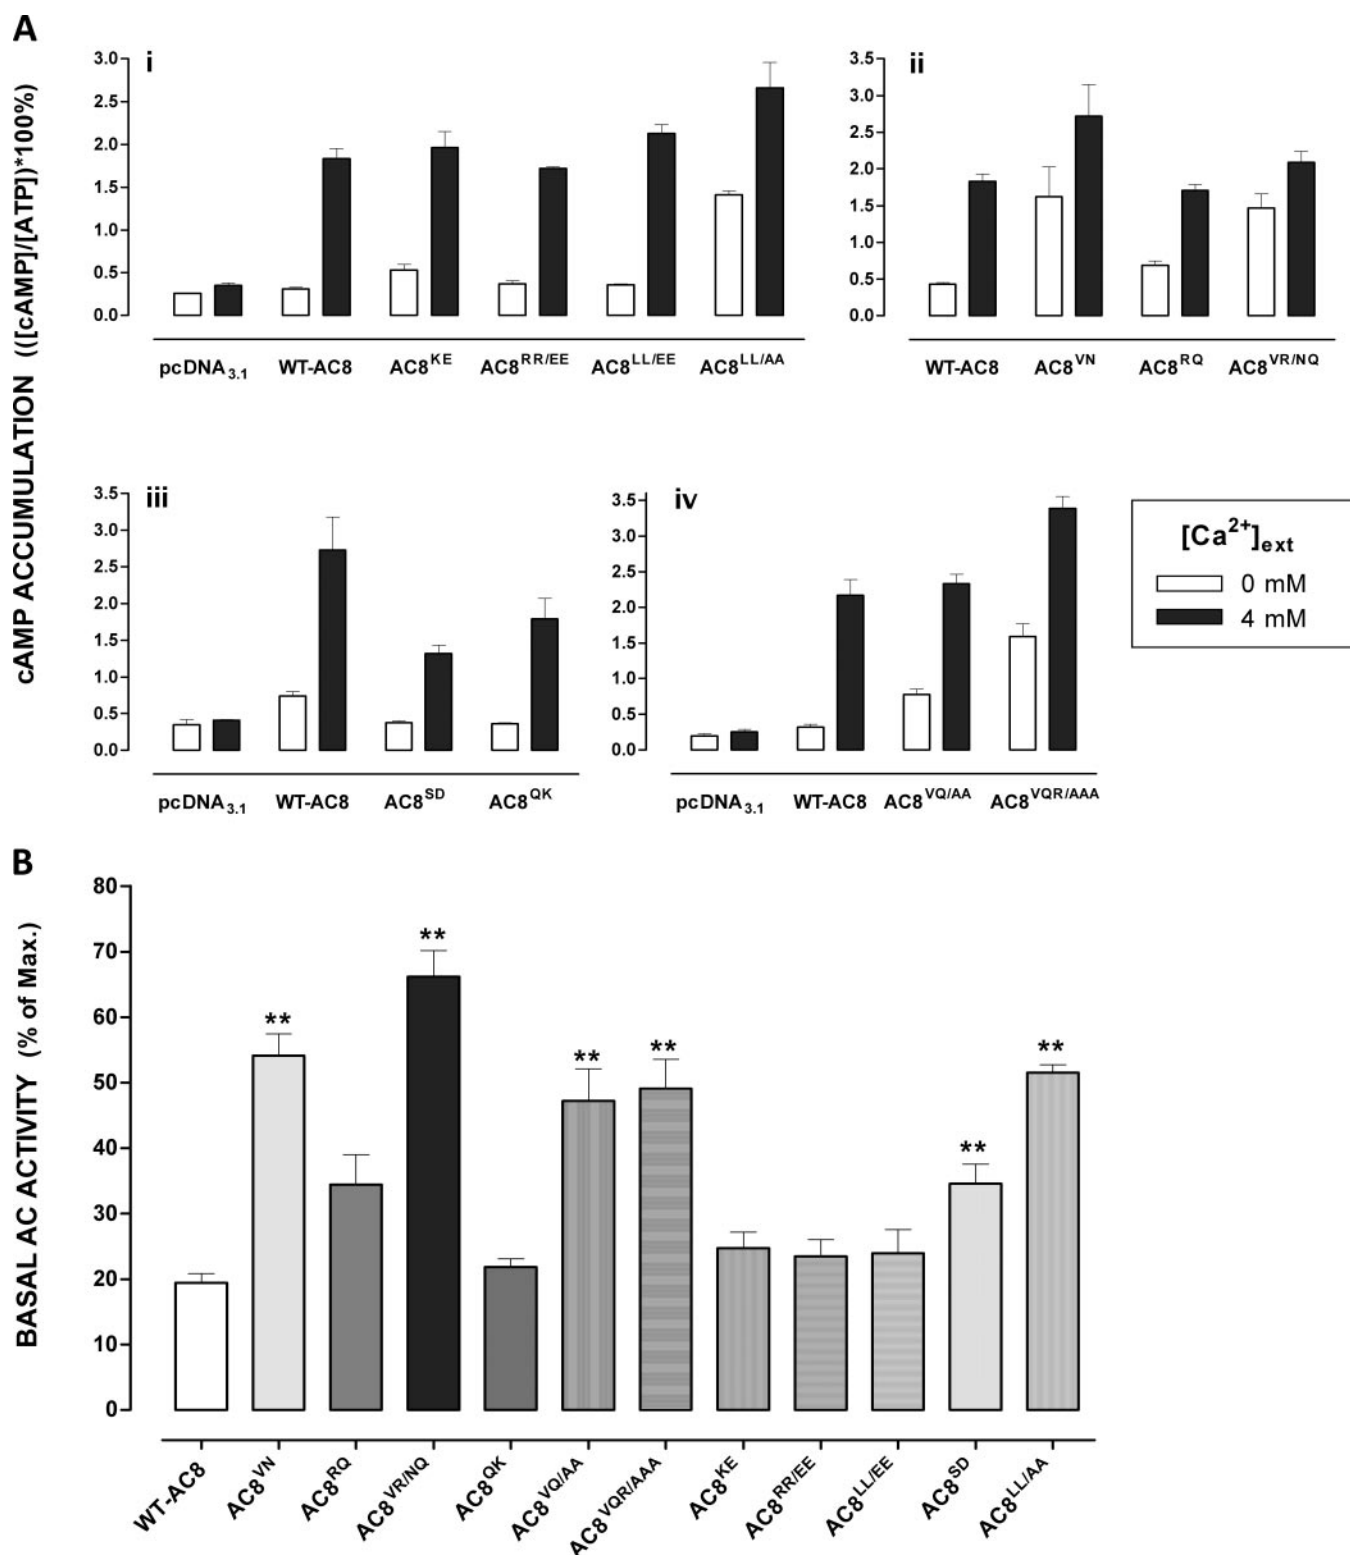 A
cAMP ACCUMULATION (([cAMP]/[ATP])*100%)
i
3.0
2.5
2.0
1.5
1.0
0.5
0.0
pcDNA3.1 WT-AC8 AC8KE AC8RR/EE AC8LL/EE AC8LL/AA
ii
3.5
3.0
2.5
2.0
1.5
1.0
0.5
0.0
WT-AC8 AC8VN AC8RQ AC8VR/NQ
iii
3.5
3.0
2.5
2.0
1.5
1.0
0.5
0.0
pcDNA3.1 WT-AC8 AC8SD AC8QK
iv
3.5
3.0
2.5
2.0
1.5
1.0
0.5
0.0
pcDNA3.1 WT-AC8 AC8VQ/AA AC8VQR/AAA
[Ca2+]ext
0 mM
4 mM
B
BASAL AC ACTIVITY (% of Max.)
80
70
60
50
40
30
20
10
0
** ** ** ** ** **
WT-AC8 AC8VN AC8RQ AC8VR/NQ AC8QK AC8VQ/AA AC8VQR/AAA AC8KE AC8RR/EE AC8LL/EE AC8SD AC8LL/AA